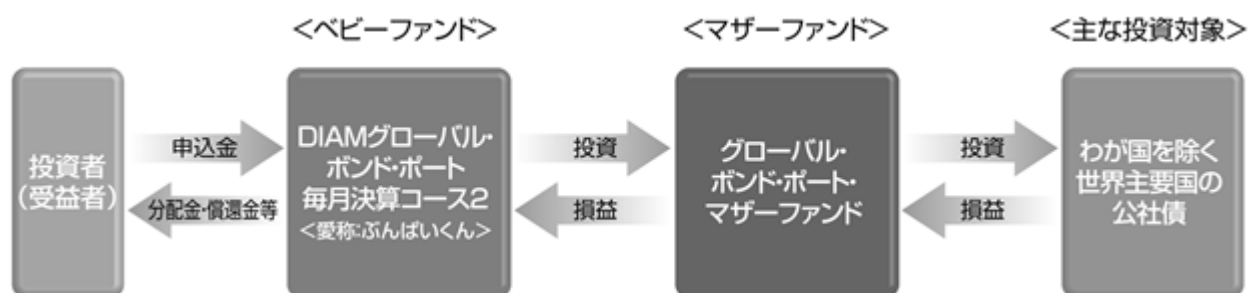 <ベビーファンド>
<マザーファンド>
<主な投資対象>
投資者
(受益者)
申込金
分配金・償還金等
DIAMグローバル・
ボンド・ポート
毎月決算コース2
<愛称:ぶんぱいくん>
投資
損益
グローバル・
ボンド・ポート・
マザーファンド
投資
損益
わが国を除く
世界主要国の
公社債